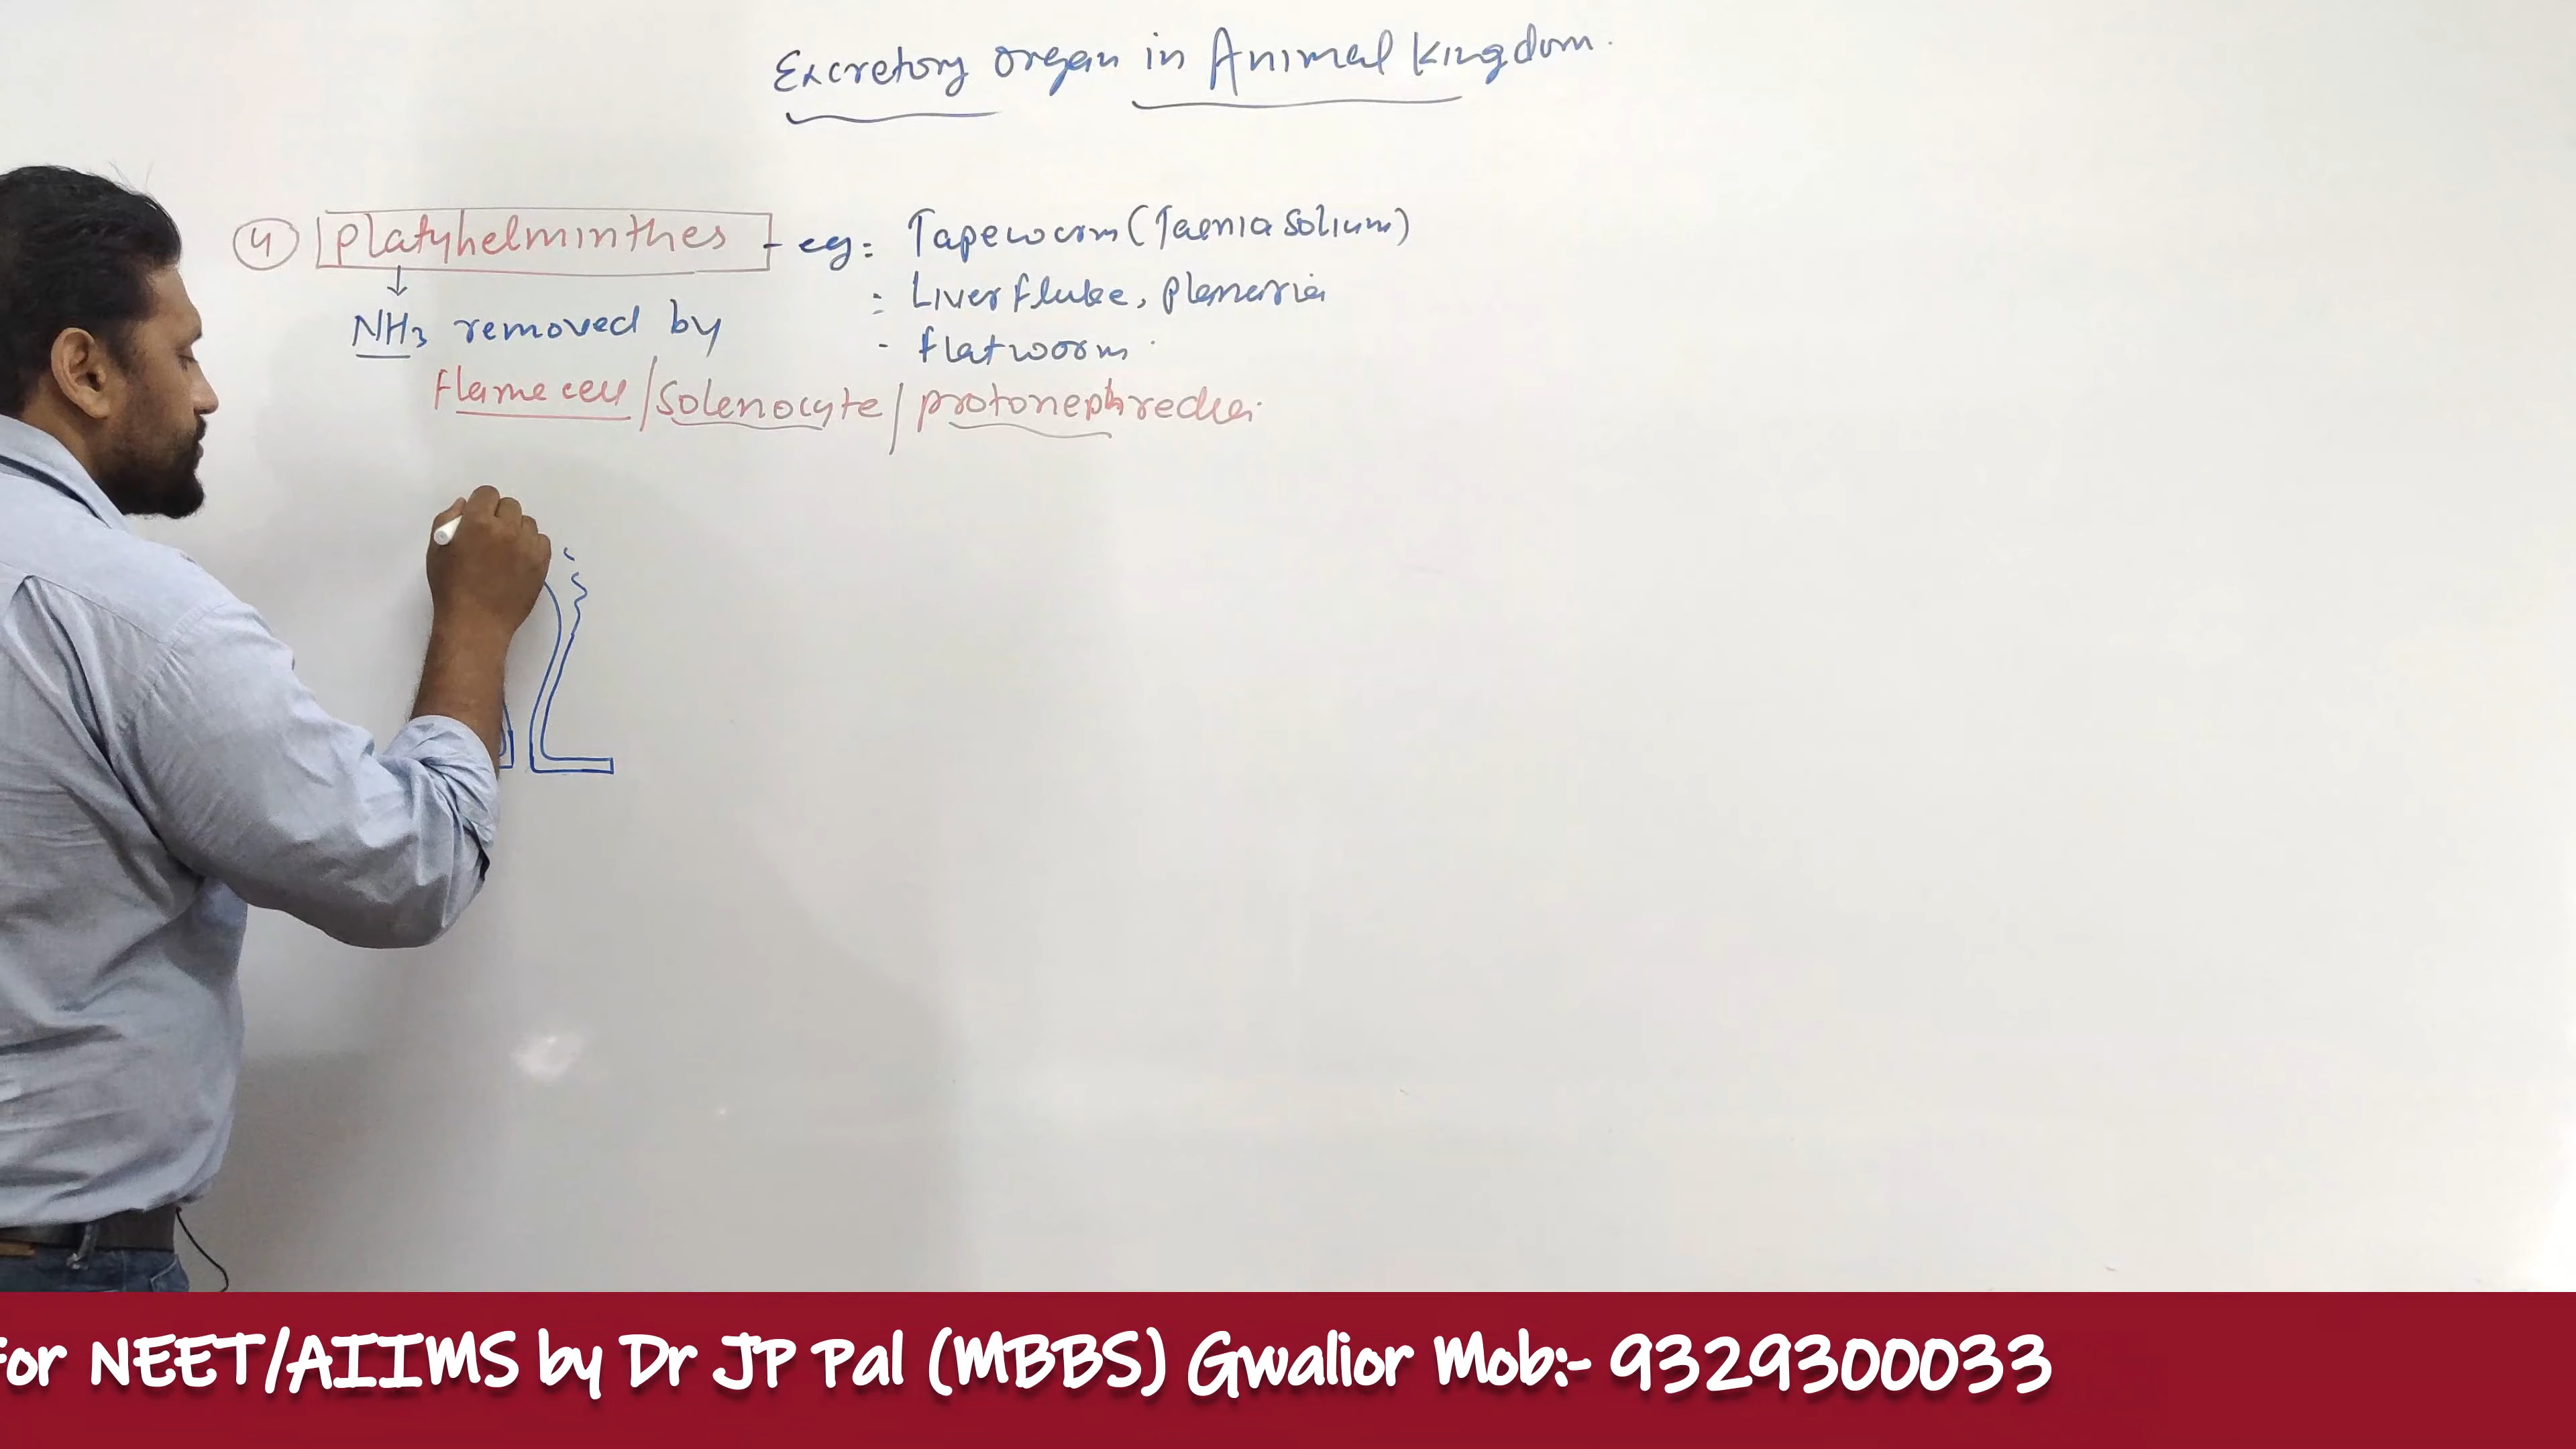 Excretory organ in Animal Kingdom.
4 Platyhelminthes - eg: Tapeworm (Taenia Solium)
: Liver fluke, Planaria
- flatworm.
NH3 removed by
Flame cell / Solenocyte / protonephredia.
for NEET/AIIMS by Dr JP Pal (MBBS) Gwalior Mob:- 9329300033